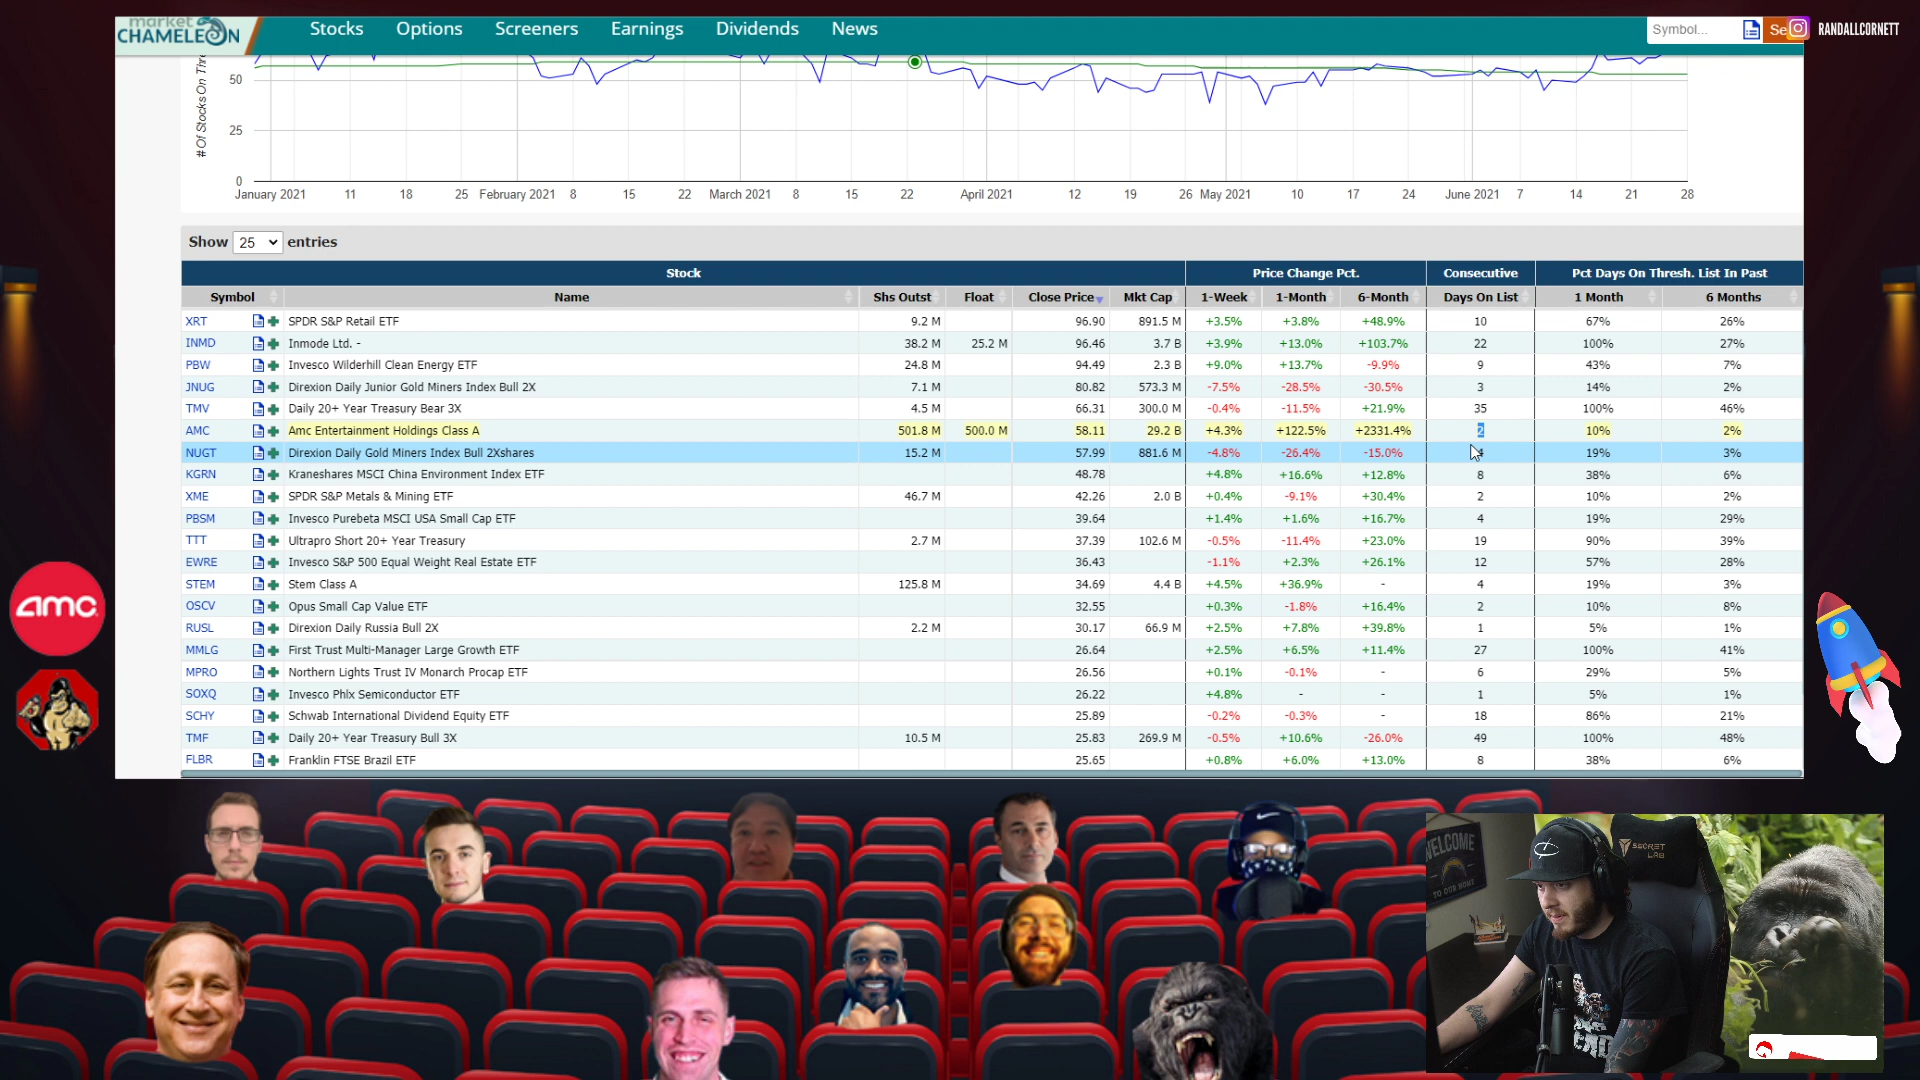 market CHAMELEON Stocks Options Screeners Earnings Dividends News Symbol... Se RANDALLCORNETT
# Of Stocks On Thre
50
25
0
January 2021 11 18 25 February 2021 8 15 22 March 2021 8 15 22 April 2021 12 19 26 May 2021 10 17 24 June 2021 7 14 21 28
Show 25 entries
Stock Price Change Pct. Consecutive Pct Days On Thresh. List In Past
Symbol Name Shs Outst Float Close Price Mkt Cap 1-Week 1-Month 6-Month Days On List 1 Month 6 Months
XRT SPDR S&P Retail ETF 9.2 M 96.90 891.5 M +3.5% +3.8% +48.9% 10 67% 26%
INMD Inmode Ltd. - 38.2 M 25.2 M 96.46 3.7 B +3.9% +13.0% +103.7% 22 100% 27%
PBW Invesco Wilderhill Clean Energy ETF 24.8 M 94.49 2.3 B +9.0% +13.7% -9.9% 9 43% 7%
JNUG Direxion Daily Junior Gold Miners Index Bull 2X 7.1 M 80.82 573.3 M -7.5% -28.5% -30.5% 3 14% 2%
TMV Daily 20+ Year Treasury Bear 3X 4.5 M 66.31 300.0 M -0.4% -11.5% +21.9% 35 100% 46%
AMC Amc Entertainment Holdings Class A 501.8 M 500.0 M 58.11 29.2 B +4.3% +122.5% +2331.4% 2 10% 2%
NUGT Direxion Daily Gold Miners Index Bull 2Xshares 15.2 M 57.99 881.6 M -4.8% -26.4% -15.0% 4 19% 3%
KGRN Kraneshares MSCI China Environment Index ETF 48.78 +4.8% +16.6% +12.8% 8 38% 6%
XME SPDR S&P Metals & Mining ETF 46.7 M 42.26 2.0 B +0.4% -9.1% +30.4% 2 10% 2%
PBSM Invesco Purebeta MSCI USA Small Cap ETF 39.64 +1.4% +1.6% +16.7% 4 19% 29%
TTT Ultrapro Short 20+ Year Treasury 2.7 M 37.39 102.6 M -0.5% -11.4% +23.0% 19 90% 39%
EWRE Invesco S&P 500 Equal Weight Real Estate ETF 36.43 -1.1% +2.3% +26.1% 12 57% 28%
STEM Stem Class A 125.8 M 34.69 4.4 B +4.5% +36.9% - 4 19% 3%
OSCV Opus Small Cap Value ETF 32.55 +0.3% -1.8% +16.4% 2 10% 8%
RUSL Direxion Daily Russia Bull 2X 2.2 M 30.17 66.9 M +2.5% +7.8% +39.8% 1 5% 1%
MMLG First Trust Multi-Manager Large Growth ETF 26.64 +2.5% +6.5% +11.4% 27 100% 41%
MPRO Northern Lights Trust IV Monarch Procap ETF 26.56 +0.1% -0.1% - 6 29% 5%
SOXQ Invesco Phlx Semiconductor ETF 26.22 +4.8% - - 1 5% 1%
SCHY Schwab International Dividend Equity ETF 25.89 -0.2% -0.3% - 18 86% 21%
TMF Daily 20+ Year Treasury Bull 3X 10.5 M 25.83 269.9 M -0.5% +10.6% -26.0% 49 100% 48%
FLBR Franklin FTSE Brazil ETF 25.65 +0.8% +6.0% +13.0% 8 38% 6%
amc
WELCOME
TO OUR HOME
SECRET
LAB